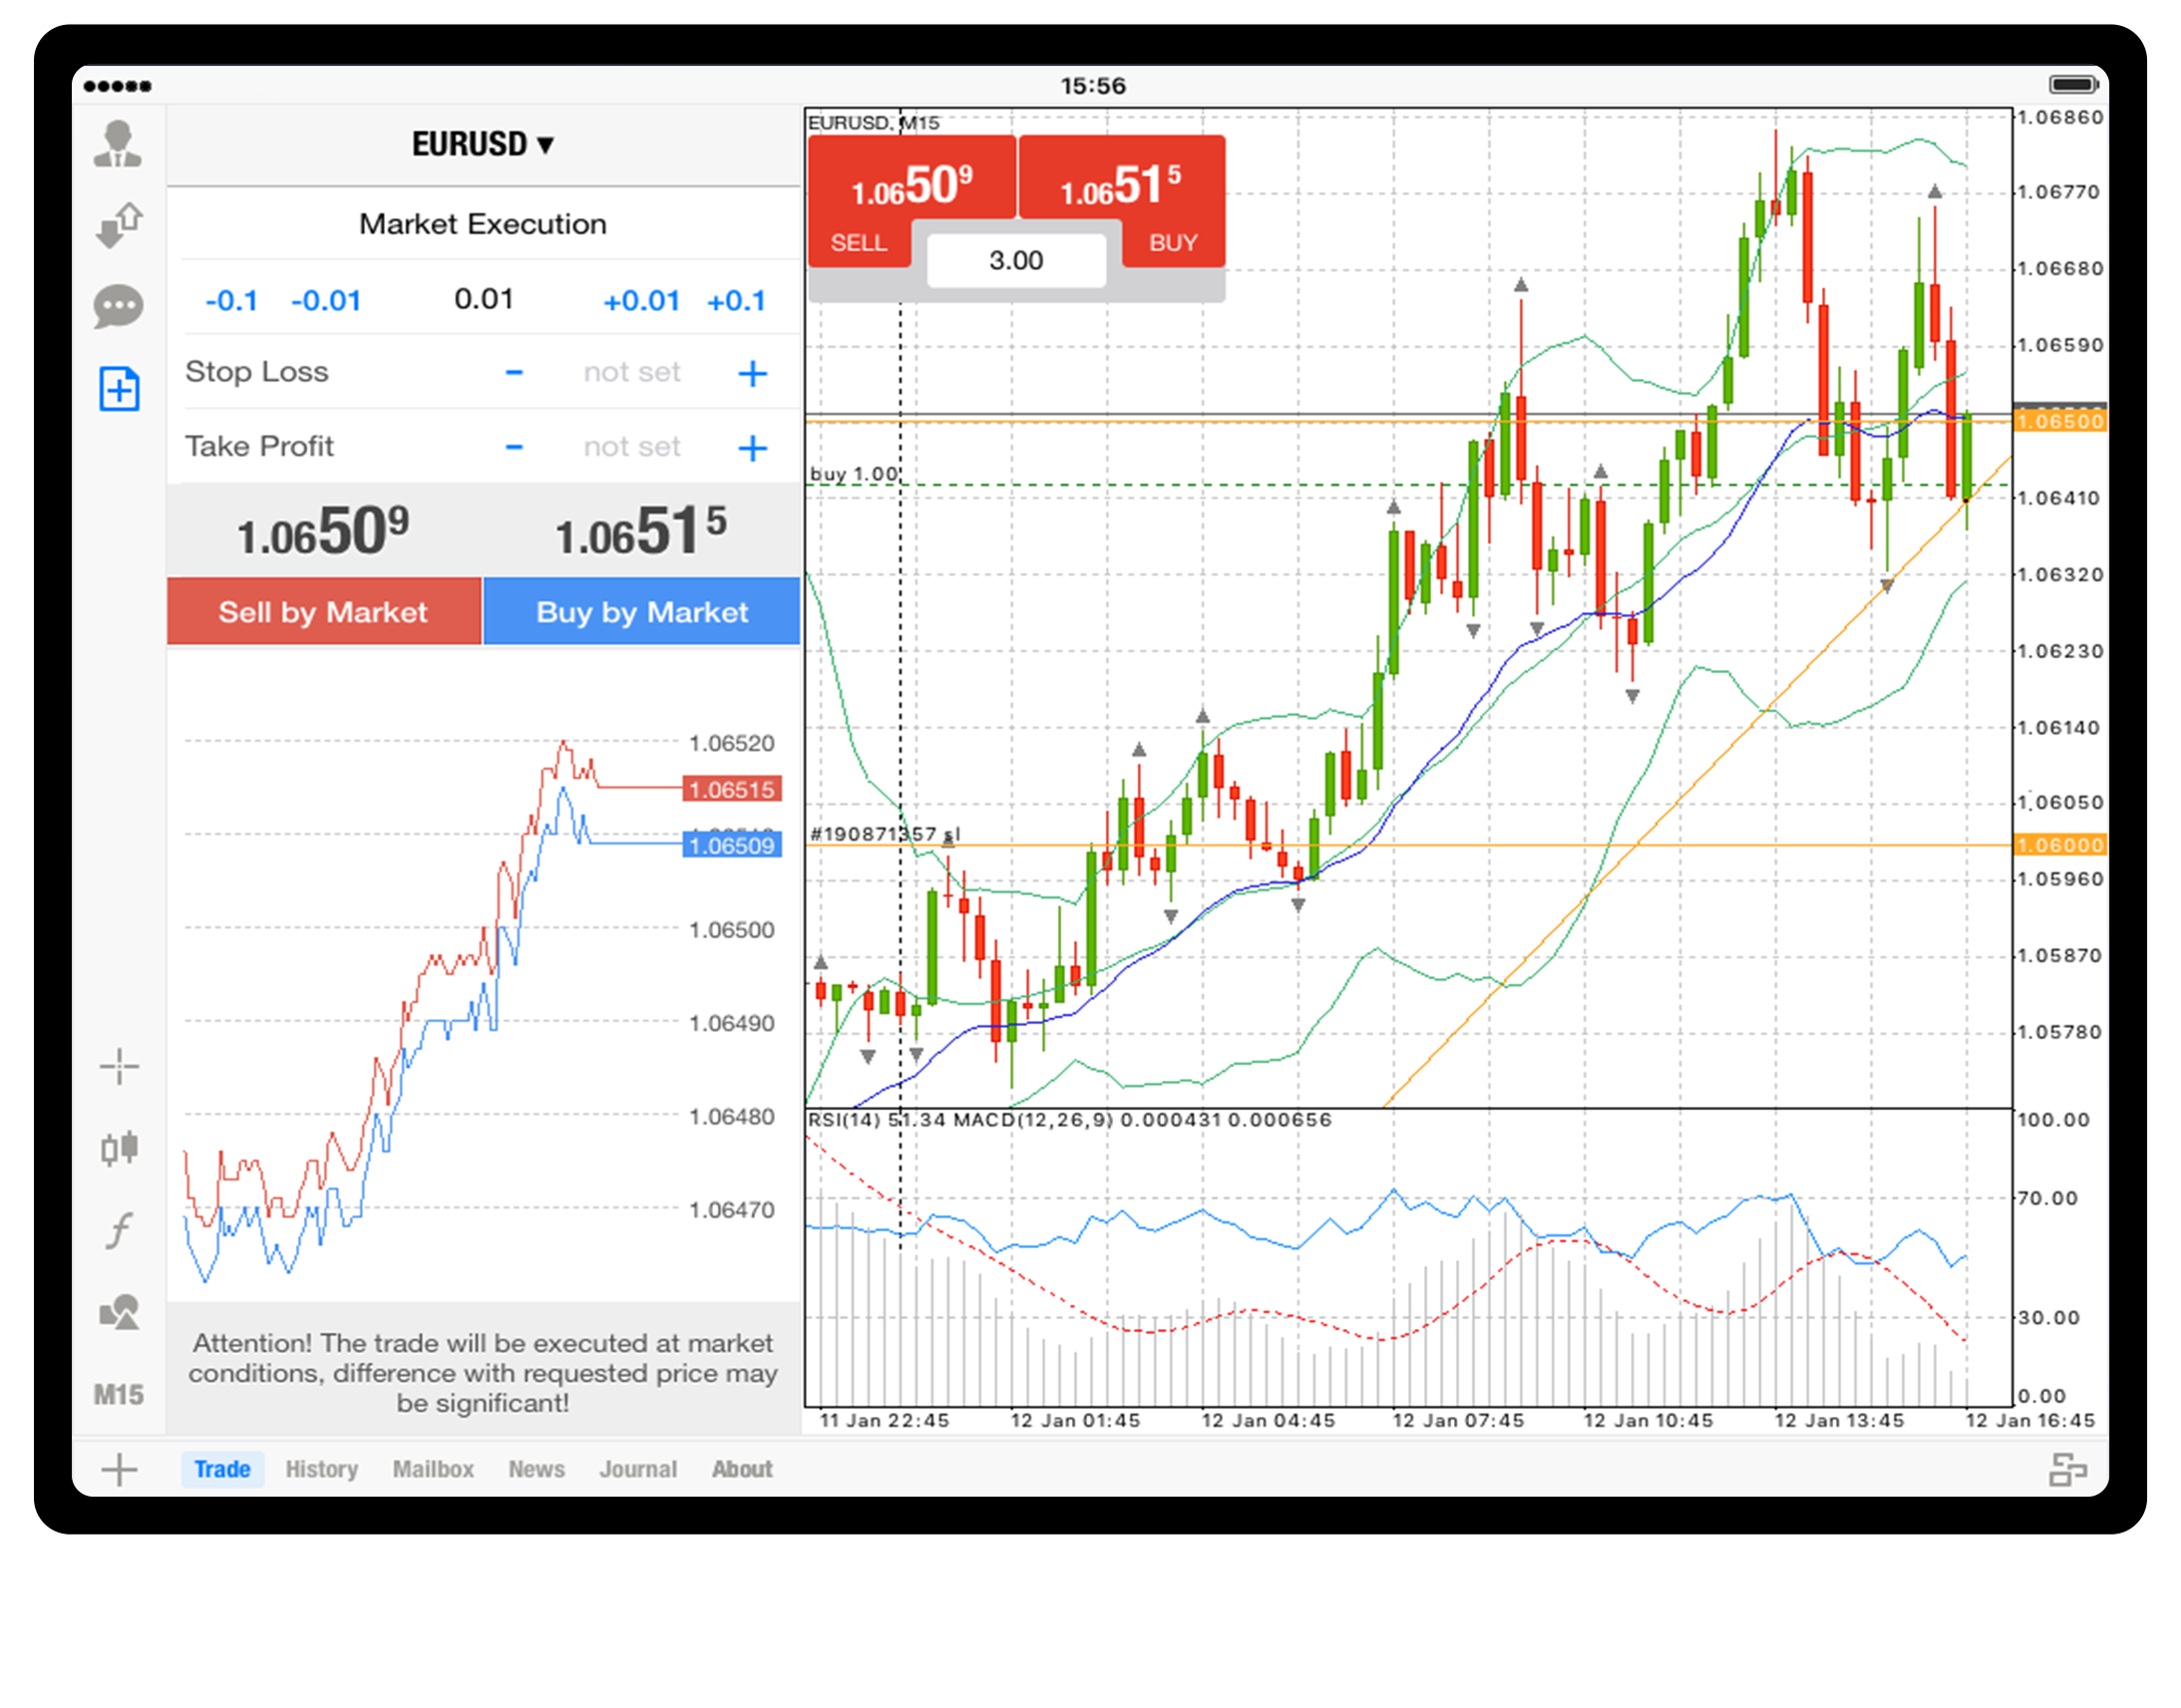 15:56
EURUSD ▼
Market Execution
-0.1 -0.01 0.01 +0.01 +0.1
Stop Loss - not set +
Take Profit - not set +
1.06509 1.06515
Sell by Market Buy by Market
1.06520
1.06515
1.06509
1.06500
1.06490
1.06480
1.06470
Attention! The trade will be executed at market
conditions, difference with requested price may
be significant!
M15
Trade History Mailbox News Journal About
EURUSD, M15
1.06509 1.06515
SELL 3.00 BUY
buy 1.00
#190871357 sl
1.06860
1.06770
1.06680
1.06590
1.06500
1.06410
1.06320
1.06230
1.06140
1.06050
1.06000
1.05960
1.05870
1.05780
RSI(14) 51.34 MACD(12,26,9) 0.000431 0.000656
100.00
70.00
30.00
0.00
11 Jan 22:45 12 Jan 01:45 12 Jan 04:45 12 Jan 07:45 12 Jan 10:45 12 Jan 13:45 12 Jan 16:45